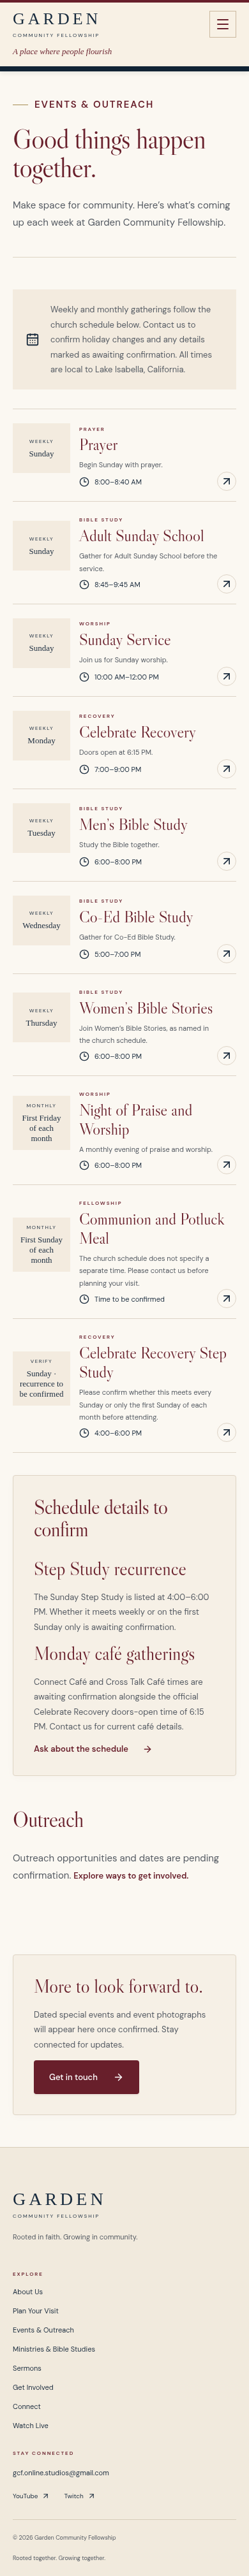 GARDEN
COMMUNITY FELLOWSHIP
A place where people flourish
EVENTS & OUTREACH
Good things happen
together.
Make space for community. Here's what's coming
up each week at Garden Community Fellowship.
Weekly and monthly gatherings follow the
church schedule below. Contact us to
confirm holiday changes and any details
marked as awaiting confirmation. All times
are local to Lake Isabella, California.
WEEKLY
Sunday
PRAYER
Prayer
Begin Sunday with prayer.
8:00–8:40 AM
WEEKLY
Sunday
BIBLE STUDY
Adult Sunday School
Gather for Adult Sunday School before the
service.
8:45–9:45 AM
WEEKLY
Sunday
WORSHIP
Sunday Service
Join us for Sunday worship.
10:00 AM–12:00 PM
WEEKLY
Monday
RECOVERY
Celebrate Recovery
Doors open at 6:15 PM.
7:00–9:00 PM
WEEKLY
Tuesday
BIBLE STUDY
Men's Bible Study
Study the Bible together.
6:00–8:00 PM
WEEKLY
Wednesday
BIBLE STUDY
Co-Ed Bible Study
Gather for Co-Ed Bible Study.
5:00–7:00 PM
WEEKLY
Thursday
BIBLE STUDY
Women's Bible Stories
Join Women's Bible Stories, as named in
the church schedule.
6:00–8:00 PM
MONTHLY
First Friday
of each
month
WORSHIP
Night of Praise and
Worship
A monthly evening of praise and worship.
6:00–8:00 PM
MONTHLY
First Sunday
of each
month
FELLOWSHIP
Communion and Potluck
Meal
The church schedule does not specify a
separate time. Please contact us before
planning your visit.
Time to be confirmed
VERIFY
Sunday ·
recurrence to
be confirmed
RECOVERY
Celebrate Recovery Step
Study
Please confirm whether this meets every
Sunday or only the first Sunday of each
month before attending.
4:00–6:00 PM
Schedule details to
confirm
Step Study recurrence
The Sunday Step Study is listed at 4:00–6:00
PM. Whether it meets weekly or on the first
Sunday only is awaiting confirmation.
Monday café gatherings
Connect Café and Cross Talk Café times are
awaiting confirmation alongside the official
Celebrate Recovery doors-open time of 6:15
PM. Contact us for current café details.
Ask about the schedule
Outreach
Outreach opportunities and dates are pending
confirmation. Explore ways to get involved.
More to look forward to.
Dated special events and event photographs
will appear here once confirmed. Stay
connected for updates.
Get in touch
GARDEN
COMMUNITY FELLOWSHIP
Rooted in faith. Growing in community.
EXPLORE
About Us
Plan Your Visit
Events & Outreach
Ministries & Bible Studies
Sermons
Get Involved
Connect
Watch Live
STAY CONNECTED
gcf.online.studios@gmail.com
YouTube
Twitch
© 2026 Garden Community Fellowship
Rooted together. Growing together.